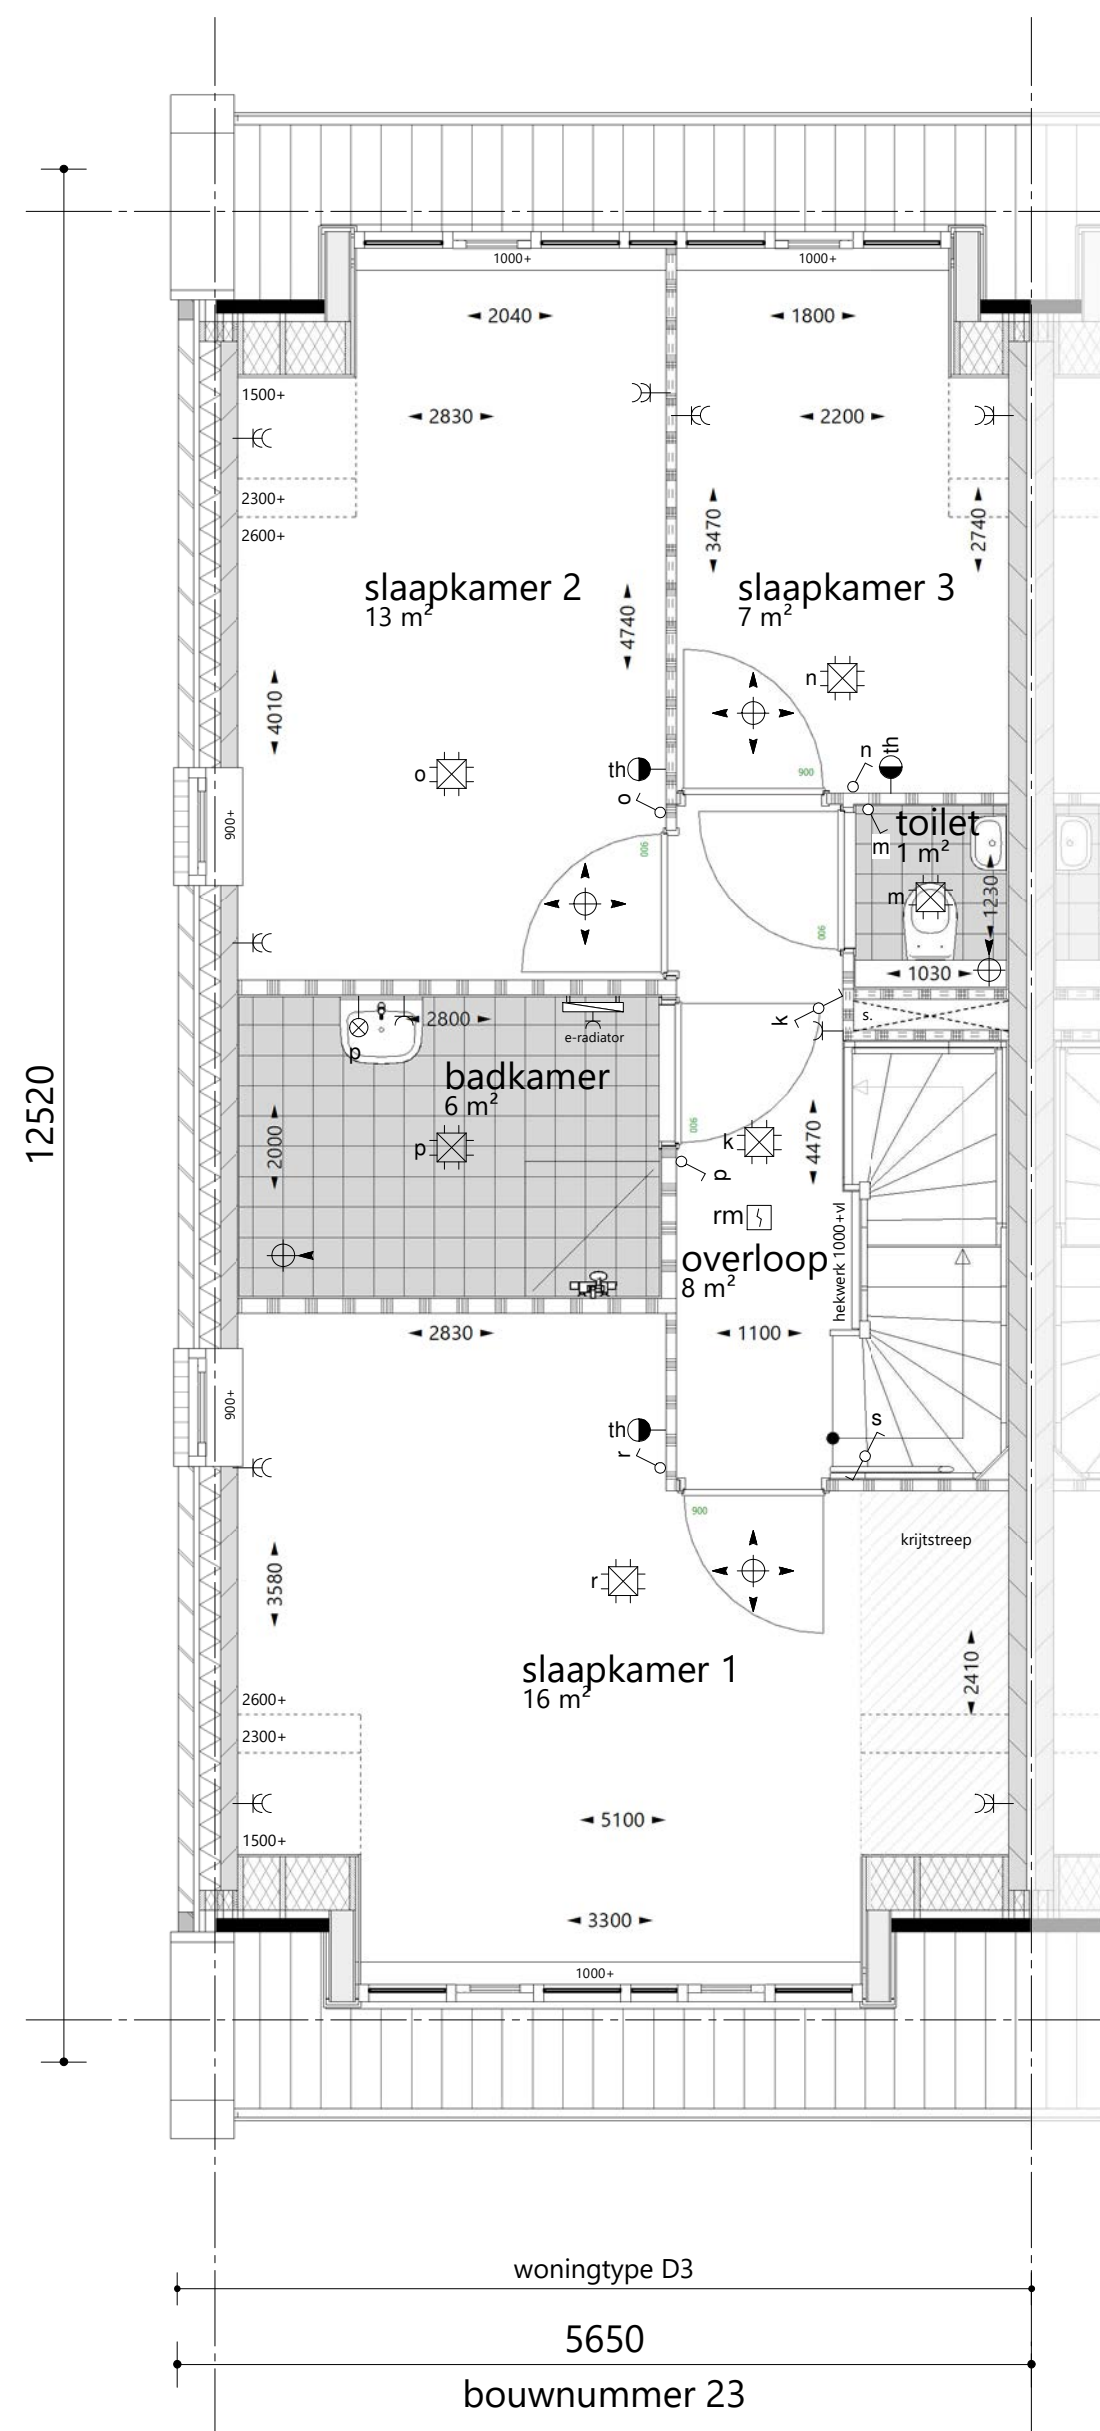 1000+ 1000+
◄ 2040 ► ◄ 1800 ►
1500+
◄ 2830 ► ◄ 2200 ►
2300+
◄ 3470 ►
◄ 2740 ►
2600+
slaapkamer 2
13 m²
slaapkamer 3
7 m²
◄ 4740 ►
◄ 4010 ►
n
o
th
o
n
th
900
900+
toilet
1 m²
m
m
900
900
◄ 1230 ►
◄ 1030 ►
k
s.
p
◄ 2800 ►
e-radiator
badkamer
6 m²
p
◄ 2000 ►
900
k
◄ 4470 ►
p
rm
overloop
8 m²
hekwerk 1000+vl
12520
◄ 2830 ► ◄ 1100 ►
900+
th
r
s
900
krijtstreep
◄ 3580 ►
r
slaapkamer 1
16 m²
◄ 2410 ►
2600+
2300+
1500+
◄ 5100 ►
◄ 3300 ►
1000+
woningtype D3
5650
bouwnummer 23